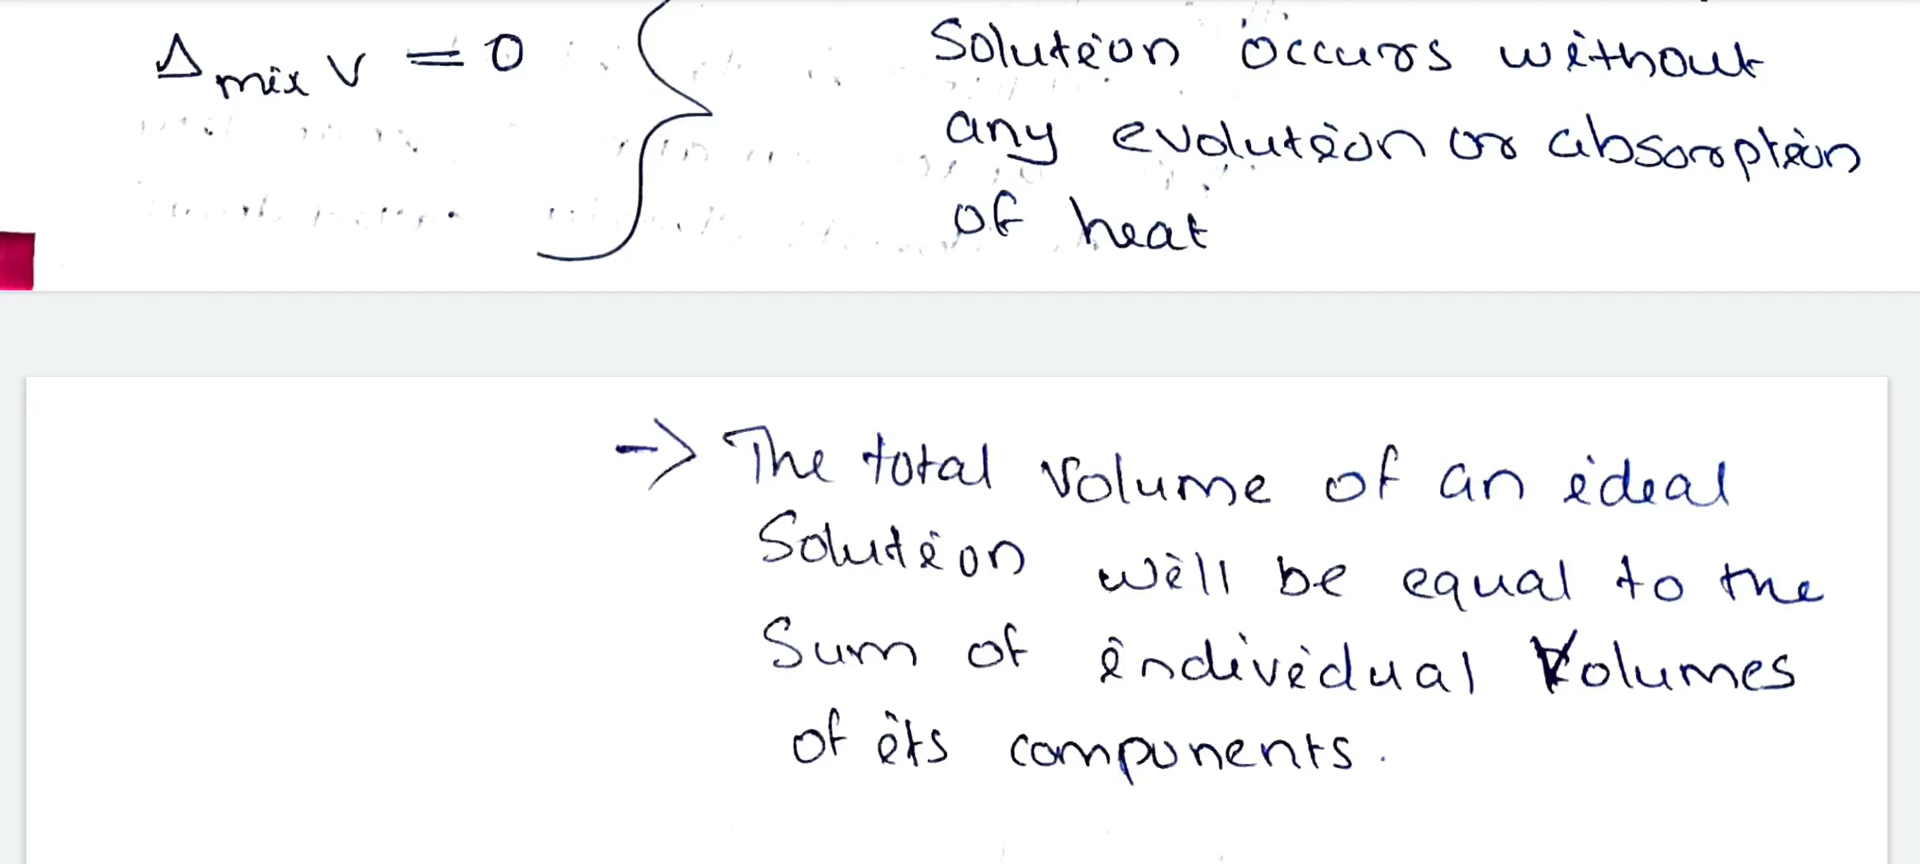 Δmix V = 0
Solution occurs without
any evolution or absorption
of heat
-> The total volume of an ideal
Solution will be equal to the
Sum of individual Volumes
of its components.